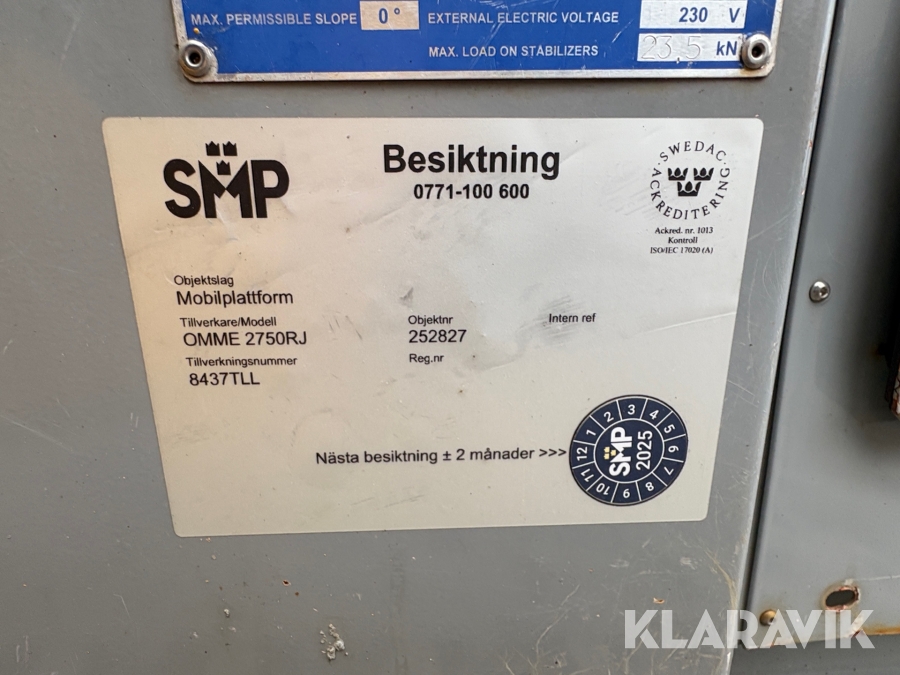 MAX. PERMISSIBLE SLOPE 0° EXTERNAL ELECTRIC VOLTAGE 230 V
MAX. LOAD ON STABILIZERS 23,5 kN
SMP
Besiktning
0771-100 600
SWEDAC
ACKREDITERING
Ackred. nr. 1013
Kontroll
ISO/IEC 17020 (A)
Objektslag
Mobilplattform
Tillverkare/Modell
OMME 2750RJ
Objektnr
252827
Intern ref
Tillverkningsnummer
8437TLL
Reg.nr
Nästa besiktning ± 2 månader >>>
1 2 3 4 5 6 7 8 9 10 11 12
SMP
2025
KLARAVIK